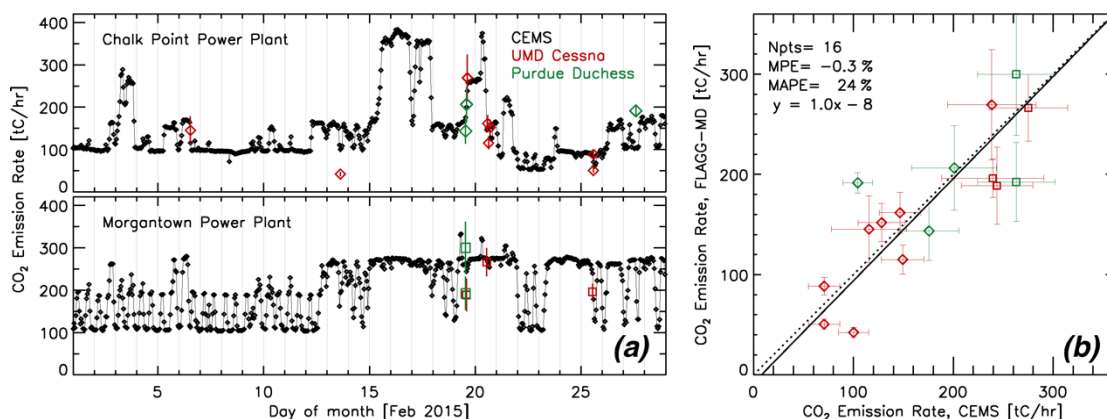 Chalk Point Power Plant
CEMS
UMD Cessna
Purdue Duchess
400
300
200
100
0
Morgantown Power Plant
400
300
200
100
0
CO2 Emission Rate [tC/hr]
5 10 15 20 25
Day of month [Feb 2015]
(a)
Npts= 16
MPE= −0.3 %
MAPE= 24 %
y = 1.0x − 8
300
200
100
0
CO2 Emission Rate, FLAGG−MD [tC/hr]
0 100 200 300
CO2 Emission Rate, CEMS [tC/hr]
(b)